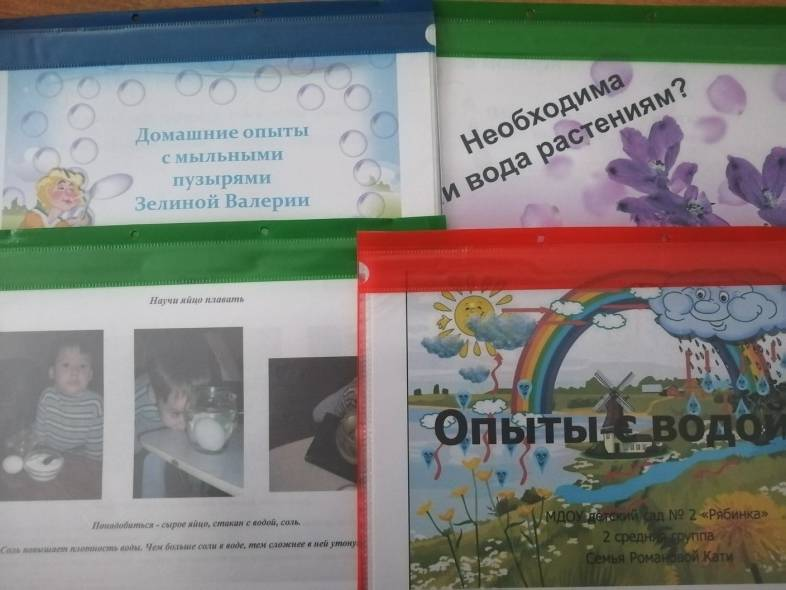 Домашние опыты
с мыльными
пузырями
Зелиной Валерии
Необходима
и вода растениям?
Научи яйцо плавать
Понадобиться - сырое яйцо, стакан с водой, соль.
Соль повышает плотность воды. Чем больше соли в воде, тем сложнее в ней
Опыты с водой
МДОУ детский сад № 2 «Рябинка»
2 средняя группа
Семья Романовой Кати